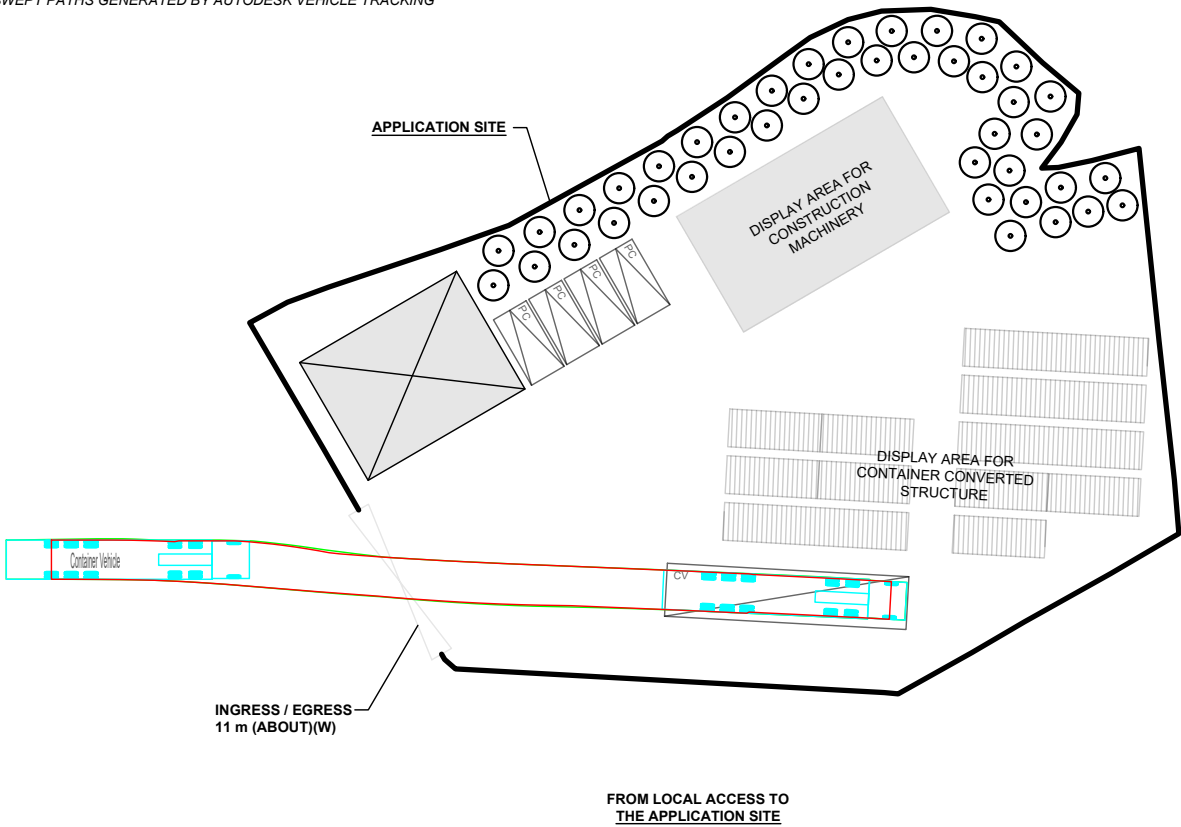 SWEPT PATHS GENERATED BY AUTODESK VEHICLE TRACKING
APPLICATION SITE
DISPLAY AREA FOR
CONSTRUCTION
MACHINERY
PC
PC
PC
PC
DISPLAY AREA FOR
CONTAINER CONVERTED
STRUCTURE
Container Vehicle
CV
INGRESS / EGRESS
11 m (ABOUT)(W)
FROM LOCAL ACCESS TO
THE APPLICATION SITE